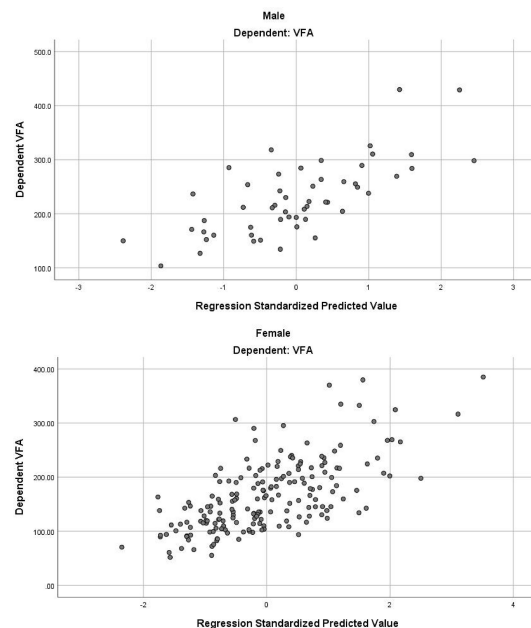 Male
Dependent: VFA
500.0
400.0
300.0
200.0
100.0
Dependent VFA
-3
-2
-1
0
1
2
3
Regression Standardized Predicted Value
Female
Dependent: VFA
400.00
300.00
200.00
100.00
.00
Dependent VFA
-2
0
2
4
Regression Standardized Predicted Value